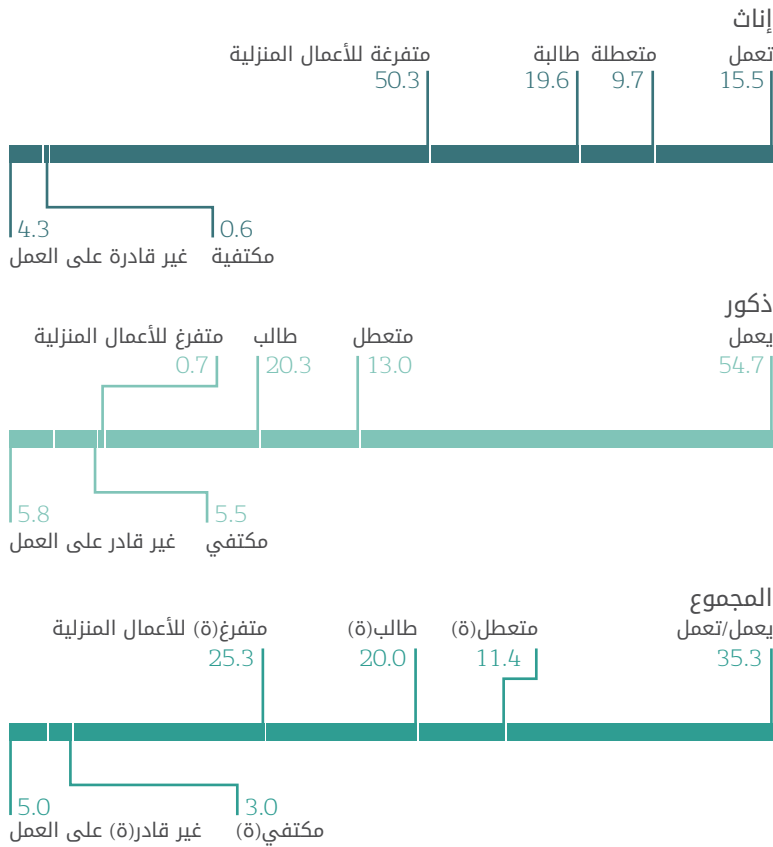 إناث
تعمل متعطلة طالبة متفرغة للأعمال المنزلية
15.5 9.7 19.6 50.3
0.6 4.3
مكتفية غير قادرة على العمل
ذكور
يعمل متعطل طالب متفرغ للأعمال المنزلية
54.7 13.0 20.3 0.7
5.5 5.8
مكتفي غير قادر على العمل
المجموع
يعمل/تعمل متعطل(ة) طالب(ة) متفرغ(ة) للأعمال المنزلية
35.3 11.4 20.0 25.3
3.0 5.0
مكتفي(ة) غير قادر(ة) على العمل